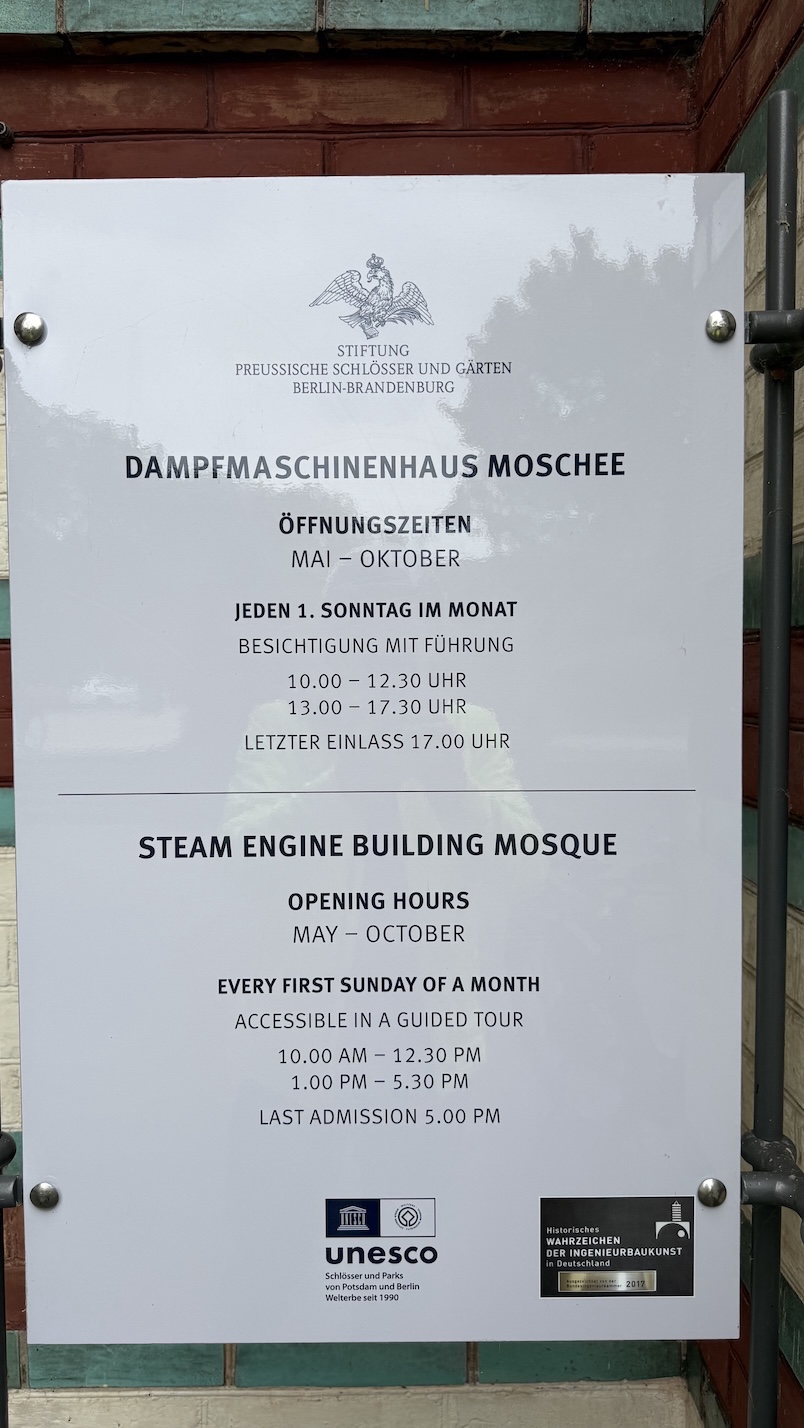 STIFTUNG
PREUSSISCHE SCHLÖSSER UND GÄRTEN
BERLIN-BRANDENBURG
DAMPFMASCHINENHAUS MOSCHEE
ÖFFNUNGSZEITEN
MAI – OKTOBER
JEDEN 1. SONNTAG IM MONAT
BESICHTIGUNG MIT FÜHRUNG
10.00 – 12.30 UHR
13.00 – 17.30 UHR
LETZTER EINLASS 17.00 UHR
STEAM ENGINE BUILDING MOSQUE
OPENING HOURS
MAY – OCTOBER
EVERY FIRST SUNDAY OF A MONTH
ACCESSIBLE IN A GUIDED TOUR
10.00 AM – 12.30 PM
1.00 PM – 5.30 PM
LAST ADMISSION 5.00 PM
unesco
Schlösser und Parks
von Potsdam und Berlin
Welterbe seit 1990
Historisches
WAHRZEICHEN
DER INGENIEURBAUKUNST
in Deutschland
Ausgezeichnet von der
Bundesingenieurkammer 2017